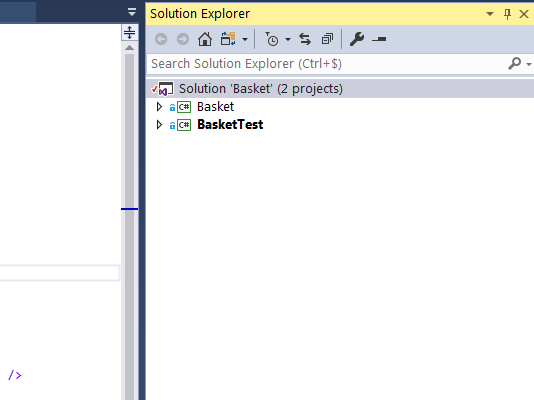 Solution Explorer
Search Solution Explorer (Ctrl+$)
Solution 'Basket' (2 projects)
C# Basket
C# BasketTest
/>